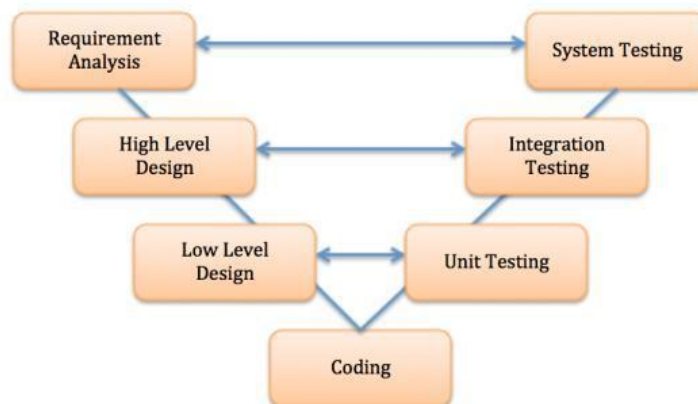 Requirement
Analysis
System Testing
High Level
Design
Integration
Testing
Low Level
Design
Unit Testing
Coding